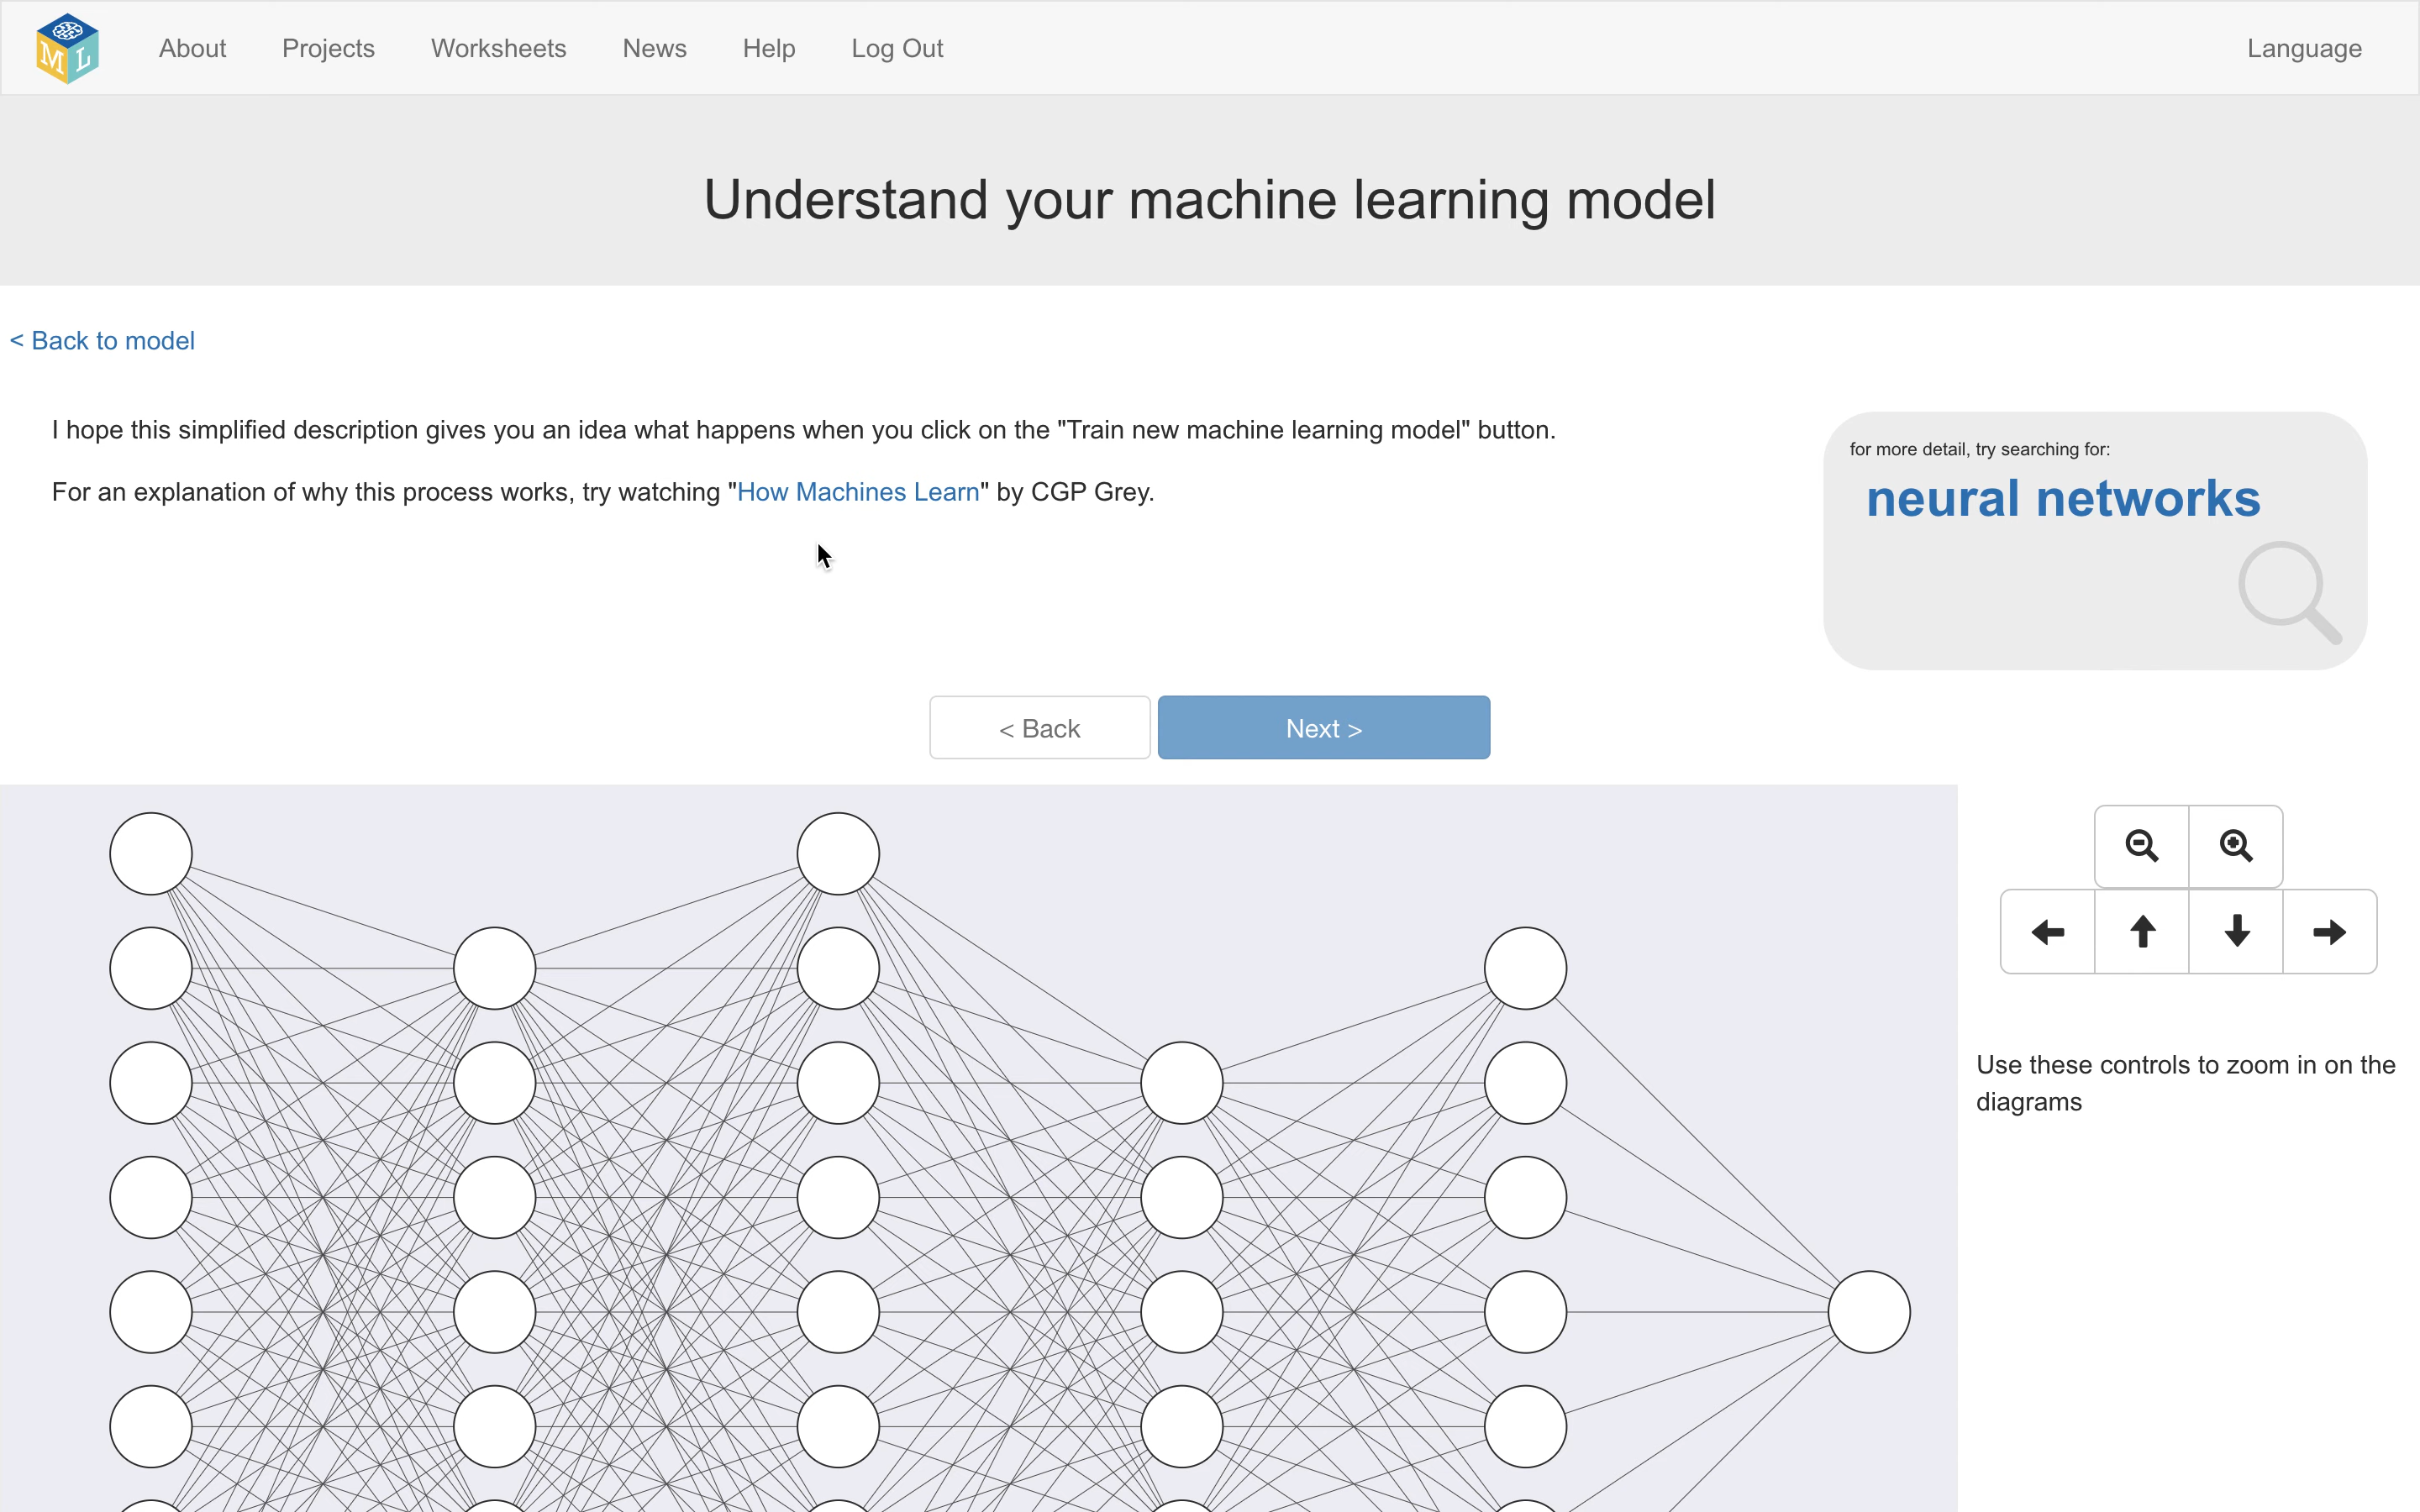 M L
About Projects Worksheets News Help Log Out Language
Understand your machine learning model
< Back to model
I hope this simplified description gives you an idea what happens when you click on the "Train new machine learning model" button.
For an explanation of why this process works, try watching "How Machines Learn" by CGP Grey.
for more detail, try searching for:
neural networks
< Back
Next >
Use these controls to zoom in on the
diagrams